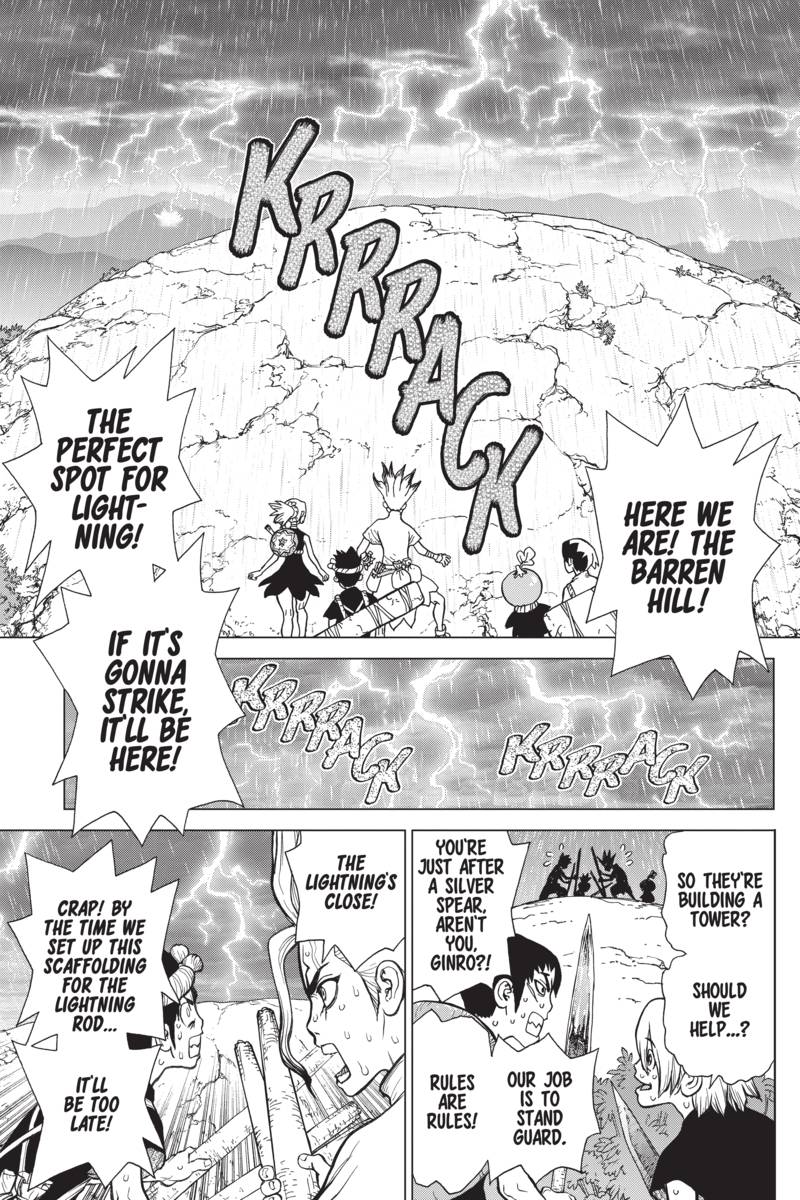 KRRRRACK
HERE WE
ARE! THE
BARREN
HILL!
THE
PERFECT
SPOT FOR
LIGHT-
NING!
IF IT'S
GONNA
STRIKE,
IT'LL BE
HERE!
KRRRRACK
KRRRRACK
SO THEY'RE
BUILDING A
TOWER?
SHOULD
WE
HELP...?
YOU'RE
JUST AFTER
A SILVER
SPEAR,
AREN'T
YOU,
GINRO?!
OUR JOB
IS TO
STAND
GUARD.
RULES
ARE
RULES!
THE
LIGHTNING'S
CLOSE!
CRAP! BY
THE TIME WE
SET UP THIS
SCAFFOLDING
FOR THE
LIGHTNING
ROD...
IT'LL
BE TOO
LATE!